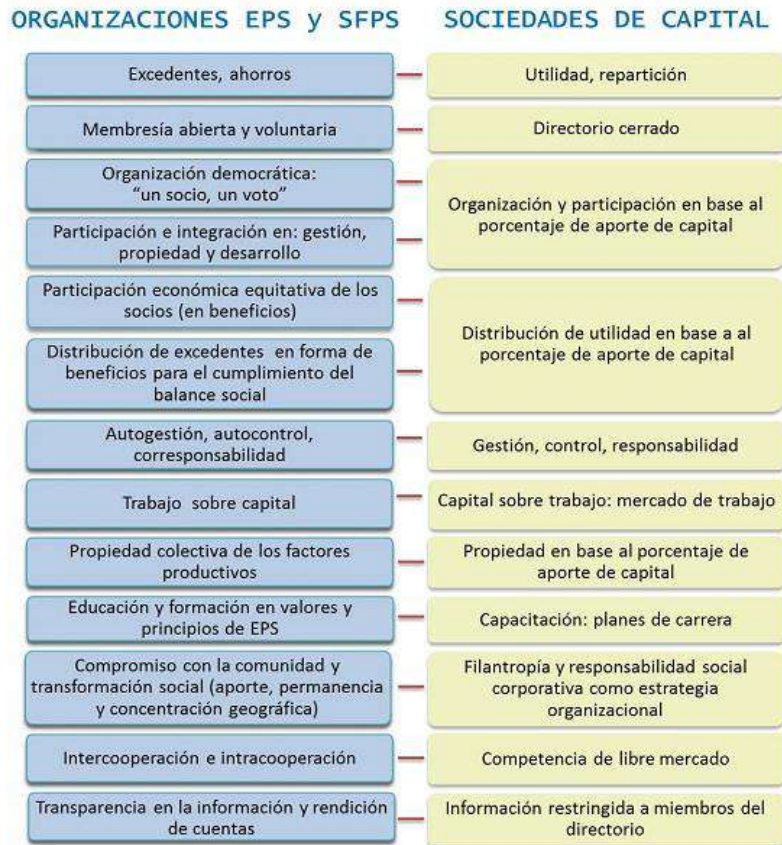 ORGANIZACIONES EPS y SFPS
SOCIEDADES DE CAPITAL
Excedentes, ahorros
Utilidad, repartición
Membresía abierta y voluntaria
Directorio cerrado
Organización democrática:
“un socio, un voto”
Participación e integración en: gestión,
propiedad y desarrollo
Organización y participación en base al
porcentaje de aporte de capital
Participación económica equitativa de los
socios (en beneficios)
Distribución de excedentes en forma de
beneficios para el cumplimiento del
balance social
Distribución de utilidad en base a al
porcentaje de aporte de capital
Autogestión, autocontrol,
corresponsabilidad
Gestión, control, responsabilidad
Trabajo sobre capital
Capital sobre trabajo: mercado de trabajo
Propiedad colectiva de los factores
productivos
Propiedad en base al porcentaje de
aporte de capital
Educación y formación en valores y
principios de EPS
Capacitación: planes de carrera
Compromiso con la comunidad y
transformación social (aporte, permanencia
y concentración geográfica)
Filantropía y responsabilidad social
corporativa como estrategia
organizacional
Intercooperación e intracooperación
Competencia de libre mercado
Transparencia en la información y rendición
de cuentas
Información restringida a miembros del
directorio